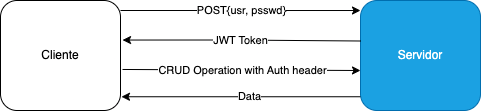 POST{usr, psswd}
JWT Token
Cliente
Servidor
CRUD Operation with Auth header
Data